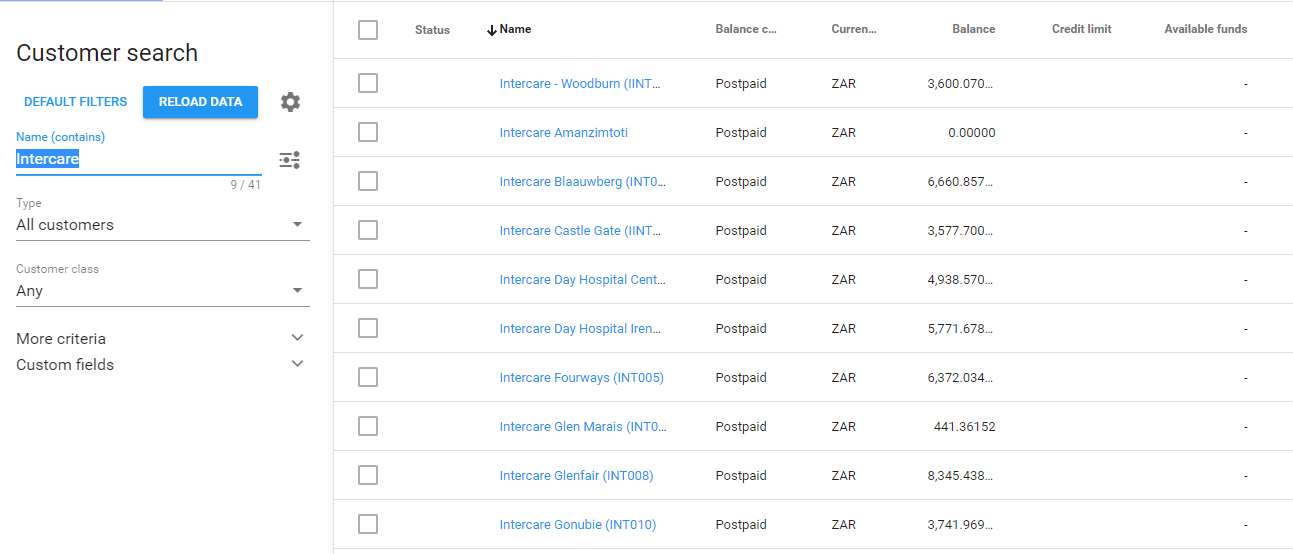 Customer search
DEFAULT FILTERS RELOAD DATA
Name (contains)
Intercare
9 / 41
Type
All customers
Customer class
Any
More criteria
Custom fields
Status Name Balance c... Curren... Balance Credit limit Available funds
Intercare - Woodburn (IINT... Postpaid ZAR 3,600.070... -
Intercare Amanzimtoti Postpaid ZAR 0.00000 -
Intercare Blaauwberg (INT0... Postpaid ZAR 6,660.857... -
Intercare Castle Gate (IINT... Postpaid ZAR 3,577.700... -
Intercare Day Hospital Cent... Postpaid ZAR 4,938.570... -
Intercare Day Hospital Iren... Postpaid ZAR 5,771.678... -
Intercare Fourways (INT005) Postpaid ZAR 6,372.034... -
Intercare Glen Marais (INT0... Postpaid ZAR 441.36152 -
Intercare Glenfair (INT008) Postpaid ZAR 8,345.438... -
Intercare Gonubie (INT010) Postpaid ZAR 3,741.969... -